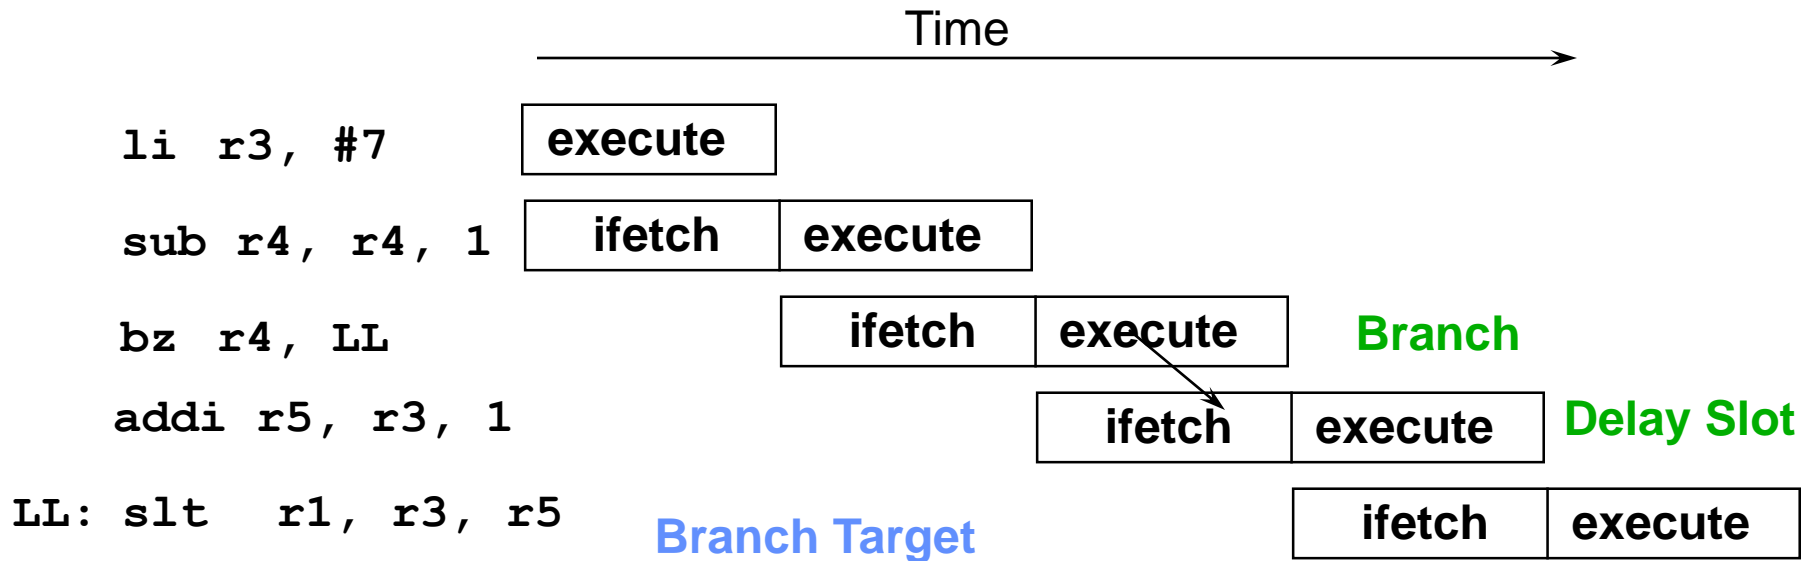 Time
li r3, #7 execute
sub r4, r4, 1 ifetch execute
bz r4, LL ifetch execute Branch
addi r5, r3, 1 ifetch execute Delay Slot
LL: slt r1, r3, r5 Branch Target ifetch execute